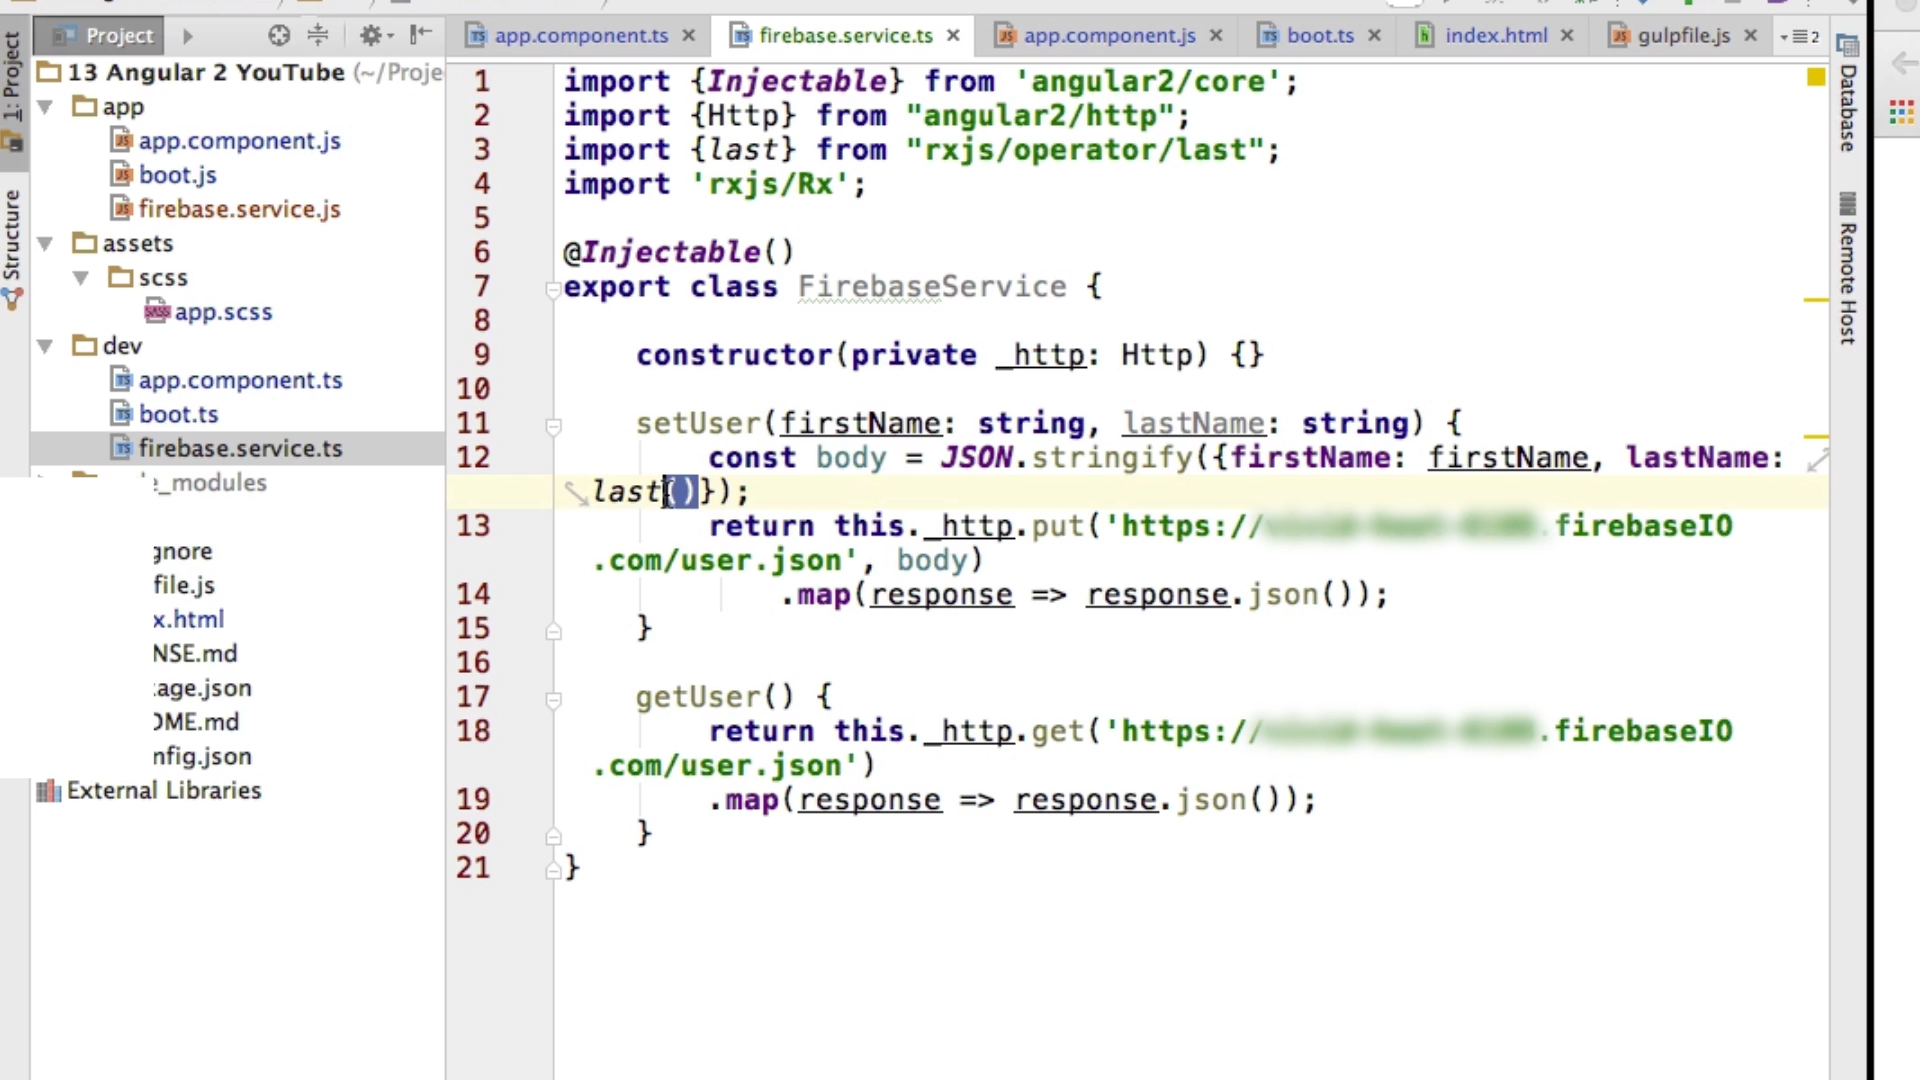 Project
app.component.ts
firebase.service.ts
app.component.js
boot.ts
index.html
gulpfile.js
2
1: Project
Structure
13 Angular 2 YouTube (~/Proje
app
app.component.js
boot.js
firebase.service.js
assets
scss
app.scss
dev
app.component.ts
boot.ts
firebase.service.ts
e_modules
gnore
file.js
x.html
NSE.md
kage.json
DME.md
nfig.json
External Libraries
1 import {Injectable} from 'angular2/core';
2 import {Http} from "angular2/http";
3 import {last} from "rxjs/operator/last";
4 import 'rxjs/Rx';
5
6 @Injectable()
7 export class FirebaseService {
8
9 constructor(private _http: Http) {}
10
11 setUser(firstName: string, lastName: string) {
12 const body = JSON.stringify({firstName: firstName, lastName:
last()});
13 return this._http.put('https:// .firebaseIO
.com/user.json', body)
14 .map(response => response.json());
15 }
16
17 getUser() {
18 return this._http.get('https:// .firebaseIO
.com/user.json')
19 .map(response => response.json());
20 }
21 }
Database
Remote Host